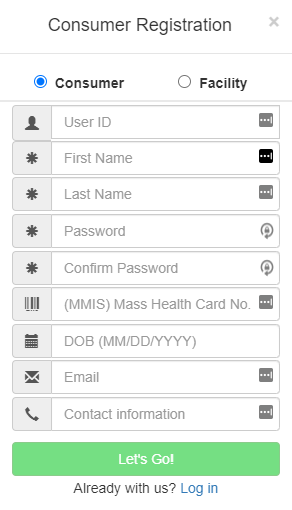 Consumer Registration ×
Consumer Facility
User ID
First Name
Last Name
Password
Confirm Password
(MMIS) Mass Health Card No.
DOB (MM/DD/YYYY)
Email
Contact information
Let's Go!
Already with us? Log in